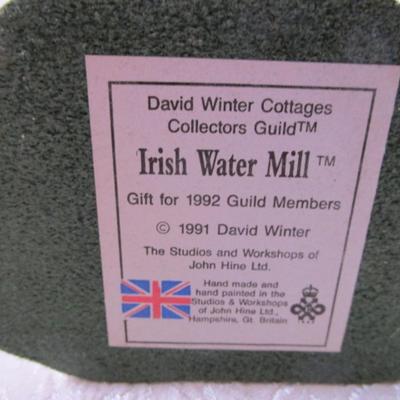 David Winter Cottages
Collectors Guild™
Irish Water Mill ™
Gift for 1992 Guild Members
© 1991 David Winter
The Studios and Workshops of
John Hine Ltd.
Hand made and
hand painted in the
Studios & Workshops
of John Hine Ltd.,
Hampshire, Gt. Britain